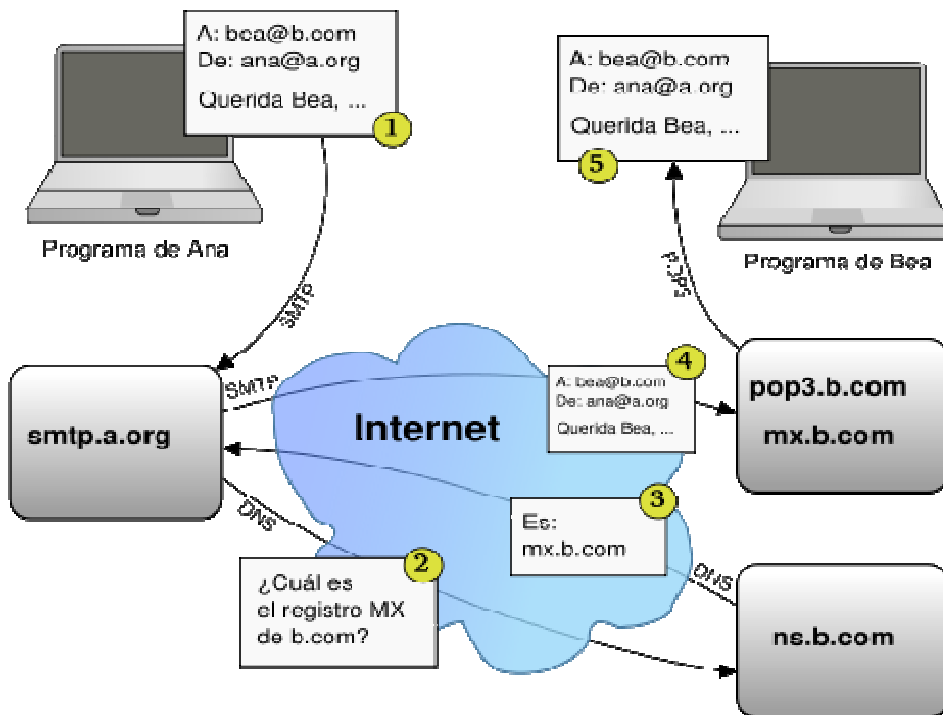 A: bea@b.com
De: ana@a.org
Querida Bea, ...
1
Programa de Ana
A: bea@b.com
De: ana@a.org
Querida Bea, ...
5
Programa de Bea
SMTP
POP3
smtp.a.org
SMTP
Internet
A: bea@b.com
De: ana@a.org
Querida Bea, ...
4
pop3.b.com
mx.b.com
DNS
¿Cuál es
el registro MX
de b.com?
2
Es:
mx.b.com
3
DNS
ns.b.com